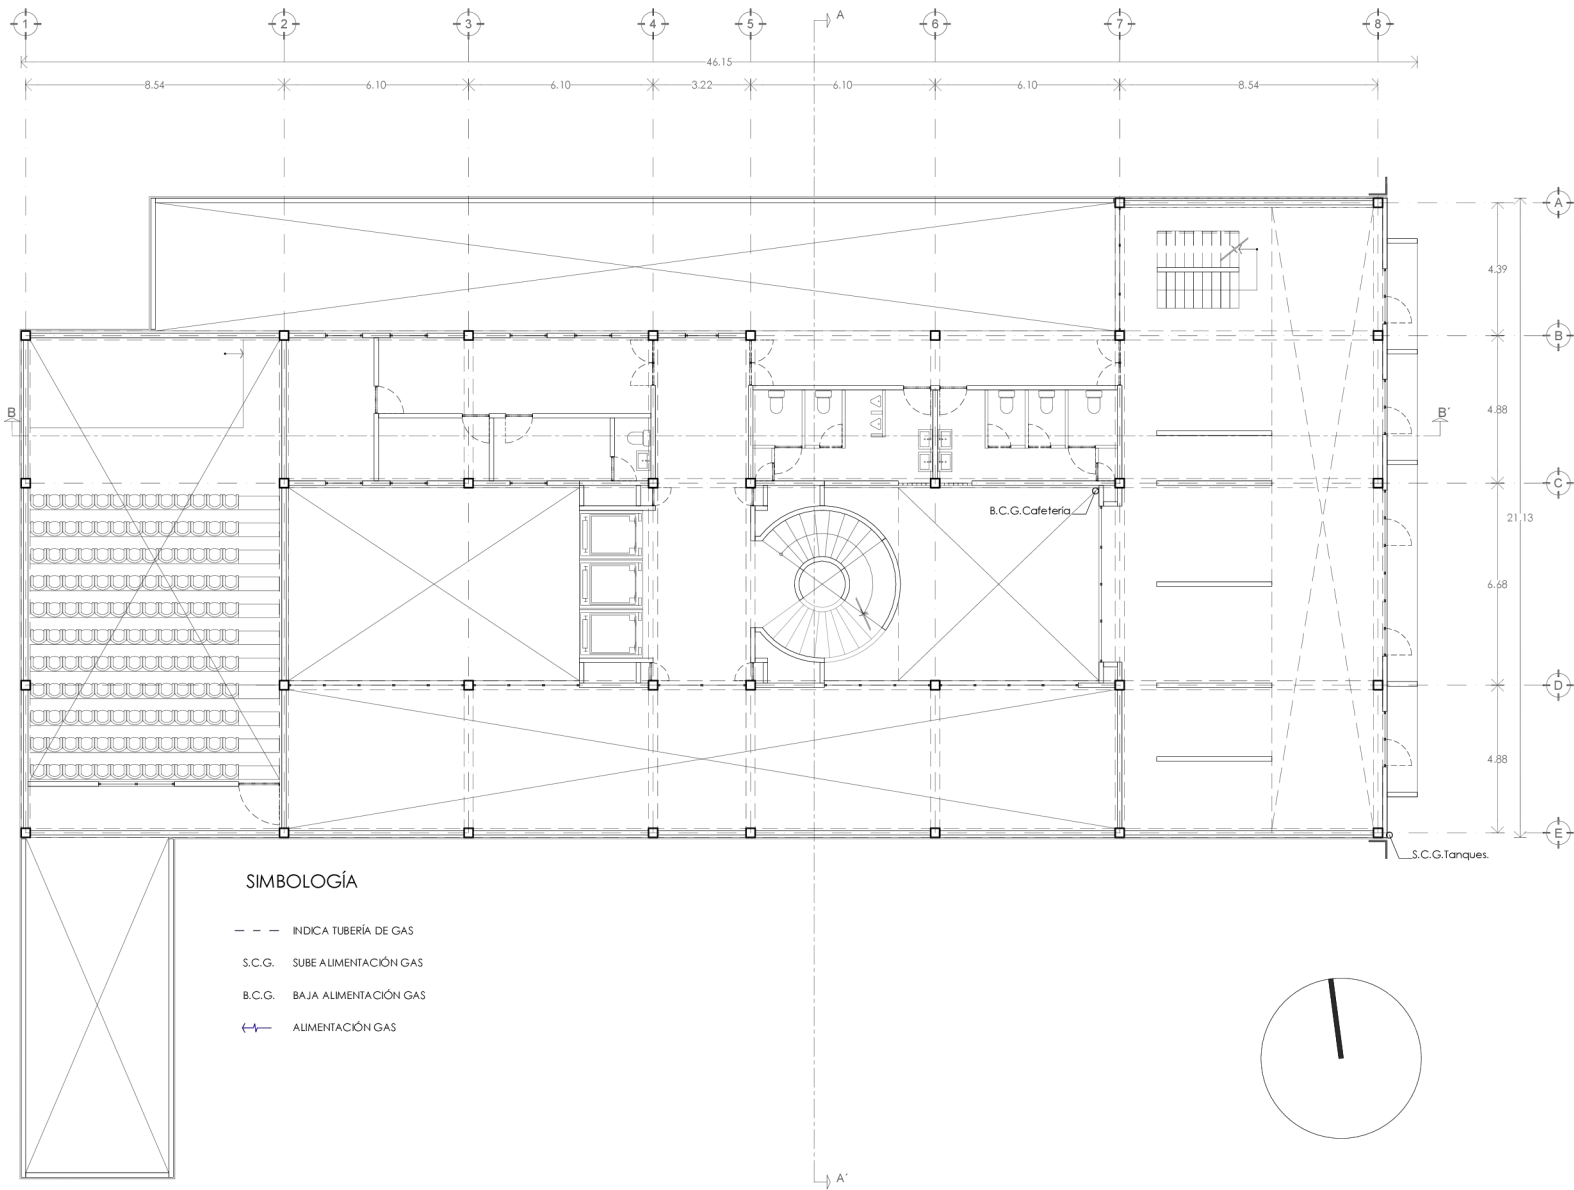 1 2 3 4 5 6 7 8
A
46.15
8.54 6.10 6.10 3.22 6.10 6.10 8.54
A
4.39
B
B
B´
4.88
C
B.C.G.Cafetería
21.13
6.68
D
4.88
E
S.C.G.Tanques.
SIMBOLOGÍA
INDICA TUBERÍA DE GAS
S.C.G. SUBE ALIMENTACIÓN GAS
B.C.G. BAJA ALIMENTACIÓN GAS
ALIMENTACIÓN GAS
A´